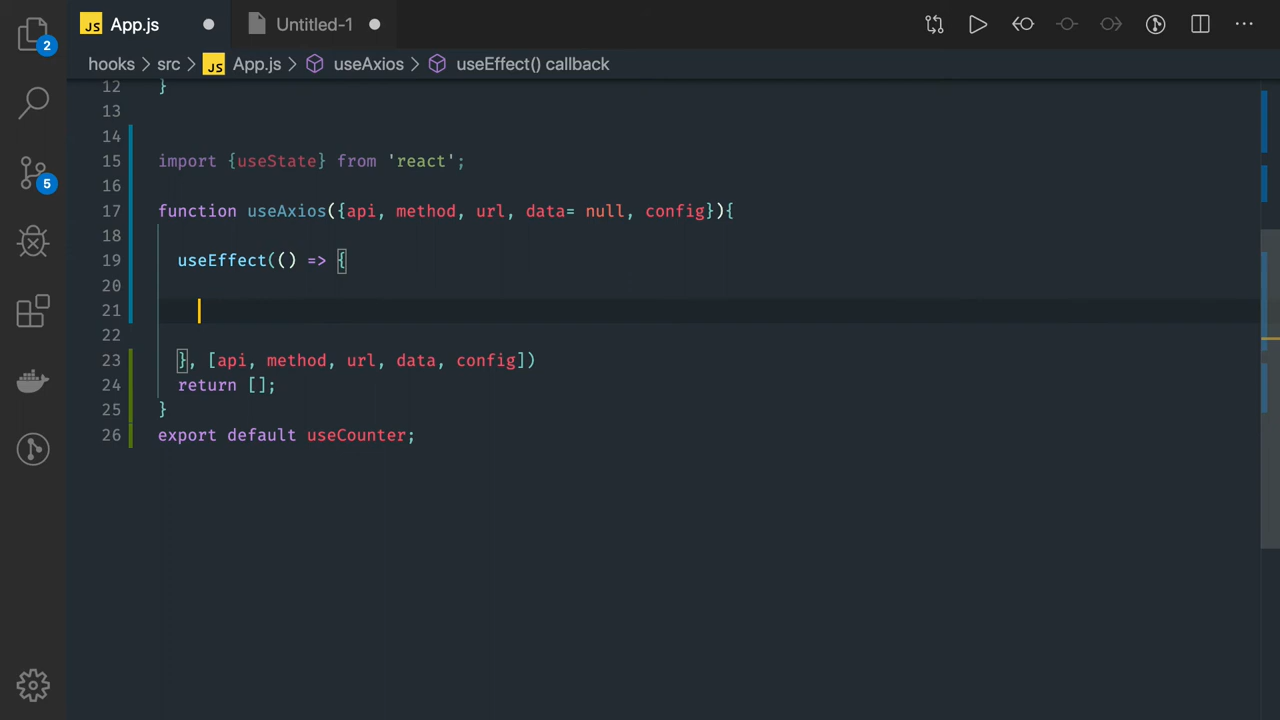 JS App.js Untitled-1
2
hooks > src > JS App.js > useAxios > useEffect() callback
12 }
13
14
15 import {useState} from 'react';
16
17 function useAxios({api, method, url, data= null, config}){
18
19 useEffect(() => {
20
21
22
23 }, [api, method, url, data, config])
24 return [];
25 }
26 export default useCounter;
5